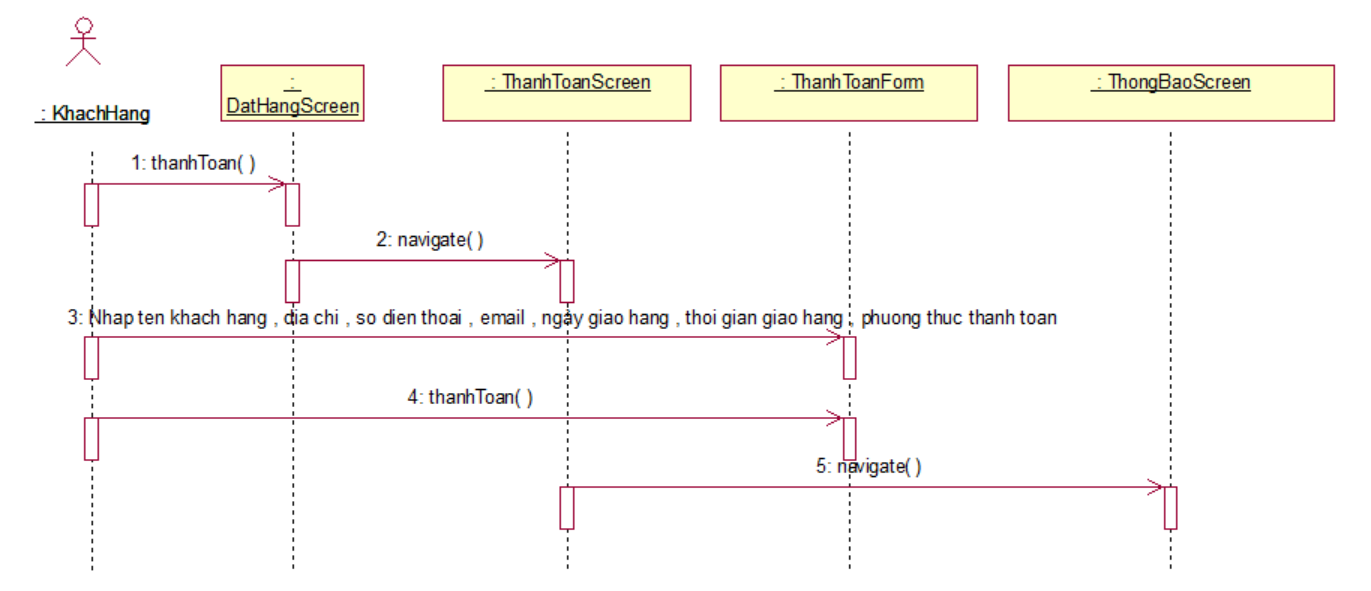 : KhachHang
:
DatHangScreen
: ThanhToanScreen
: ThanhToanForm
: ThongBaoScreen
1: thanhToan( )
2: navigate( )
3: Nhap ten khach hang , dia chi , so dien thoai , email , ngay giao hang , thoi gian giao hang , phuong thuc thanh toan
4: thanhToan( )
5: navigate( )